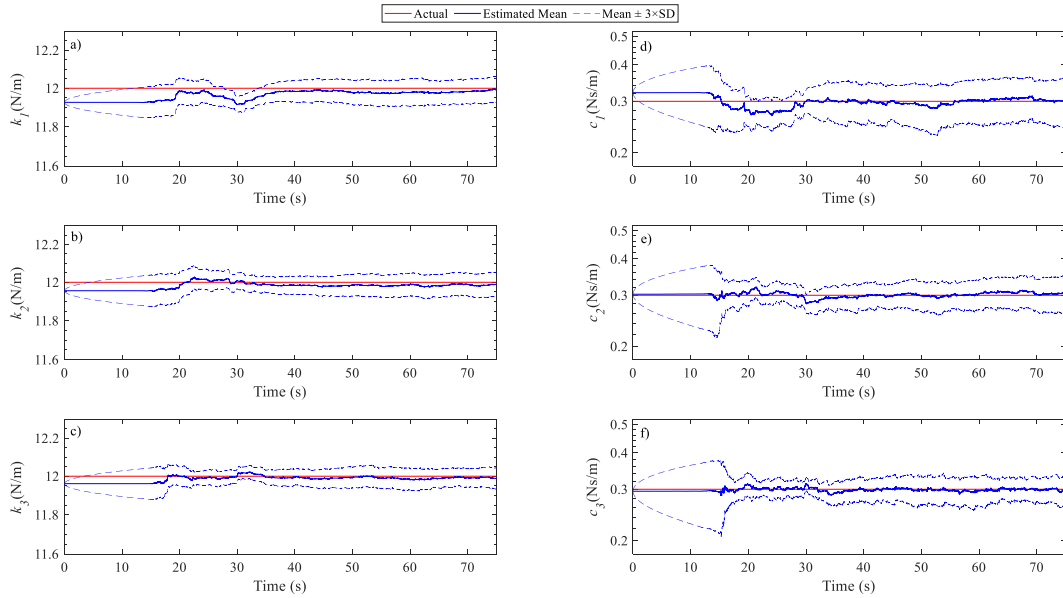 Actual Estimated Mean Mean ± 3×SD
a)
12.2
12
11.8
11.6
k1(N/m)
0 10 20 30 40 50 60 70
Time (s)
d)
0.5
0.4
0.3
0.2
c1(Ns/m)
0 10 20 30 40 50 60 70
Time (s)
b)
12.2
12
11.8
11.6
k2(N/m)
0 10 20 30 40 50 60 70
Time (s)
e)
0.5
0.4
0.3
0.2
c2(Ns/m)
0 10 20 30 40 50 60 70
Time (s)
c)
12.2
12
11.8
11.6
k3(N/m)
0 10 20 30 40 50 60 70
Time (s)
f)
0.5
0.4
0.3
0.2
c3(Ns/m)
0 10 20 30 40 50 60 70
Time (s)